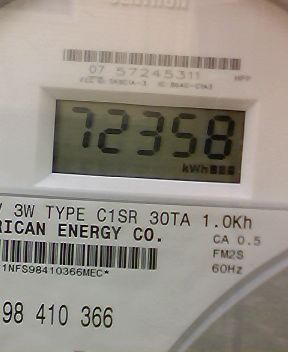 07 57245311
72358
kWh
V 3W TYPE C1SR 30TA 1.0Kh
RICAN ENERGY CO.
CA 0.5
FM2S
60Hz
1NFS98410366MEC*
98 410 366